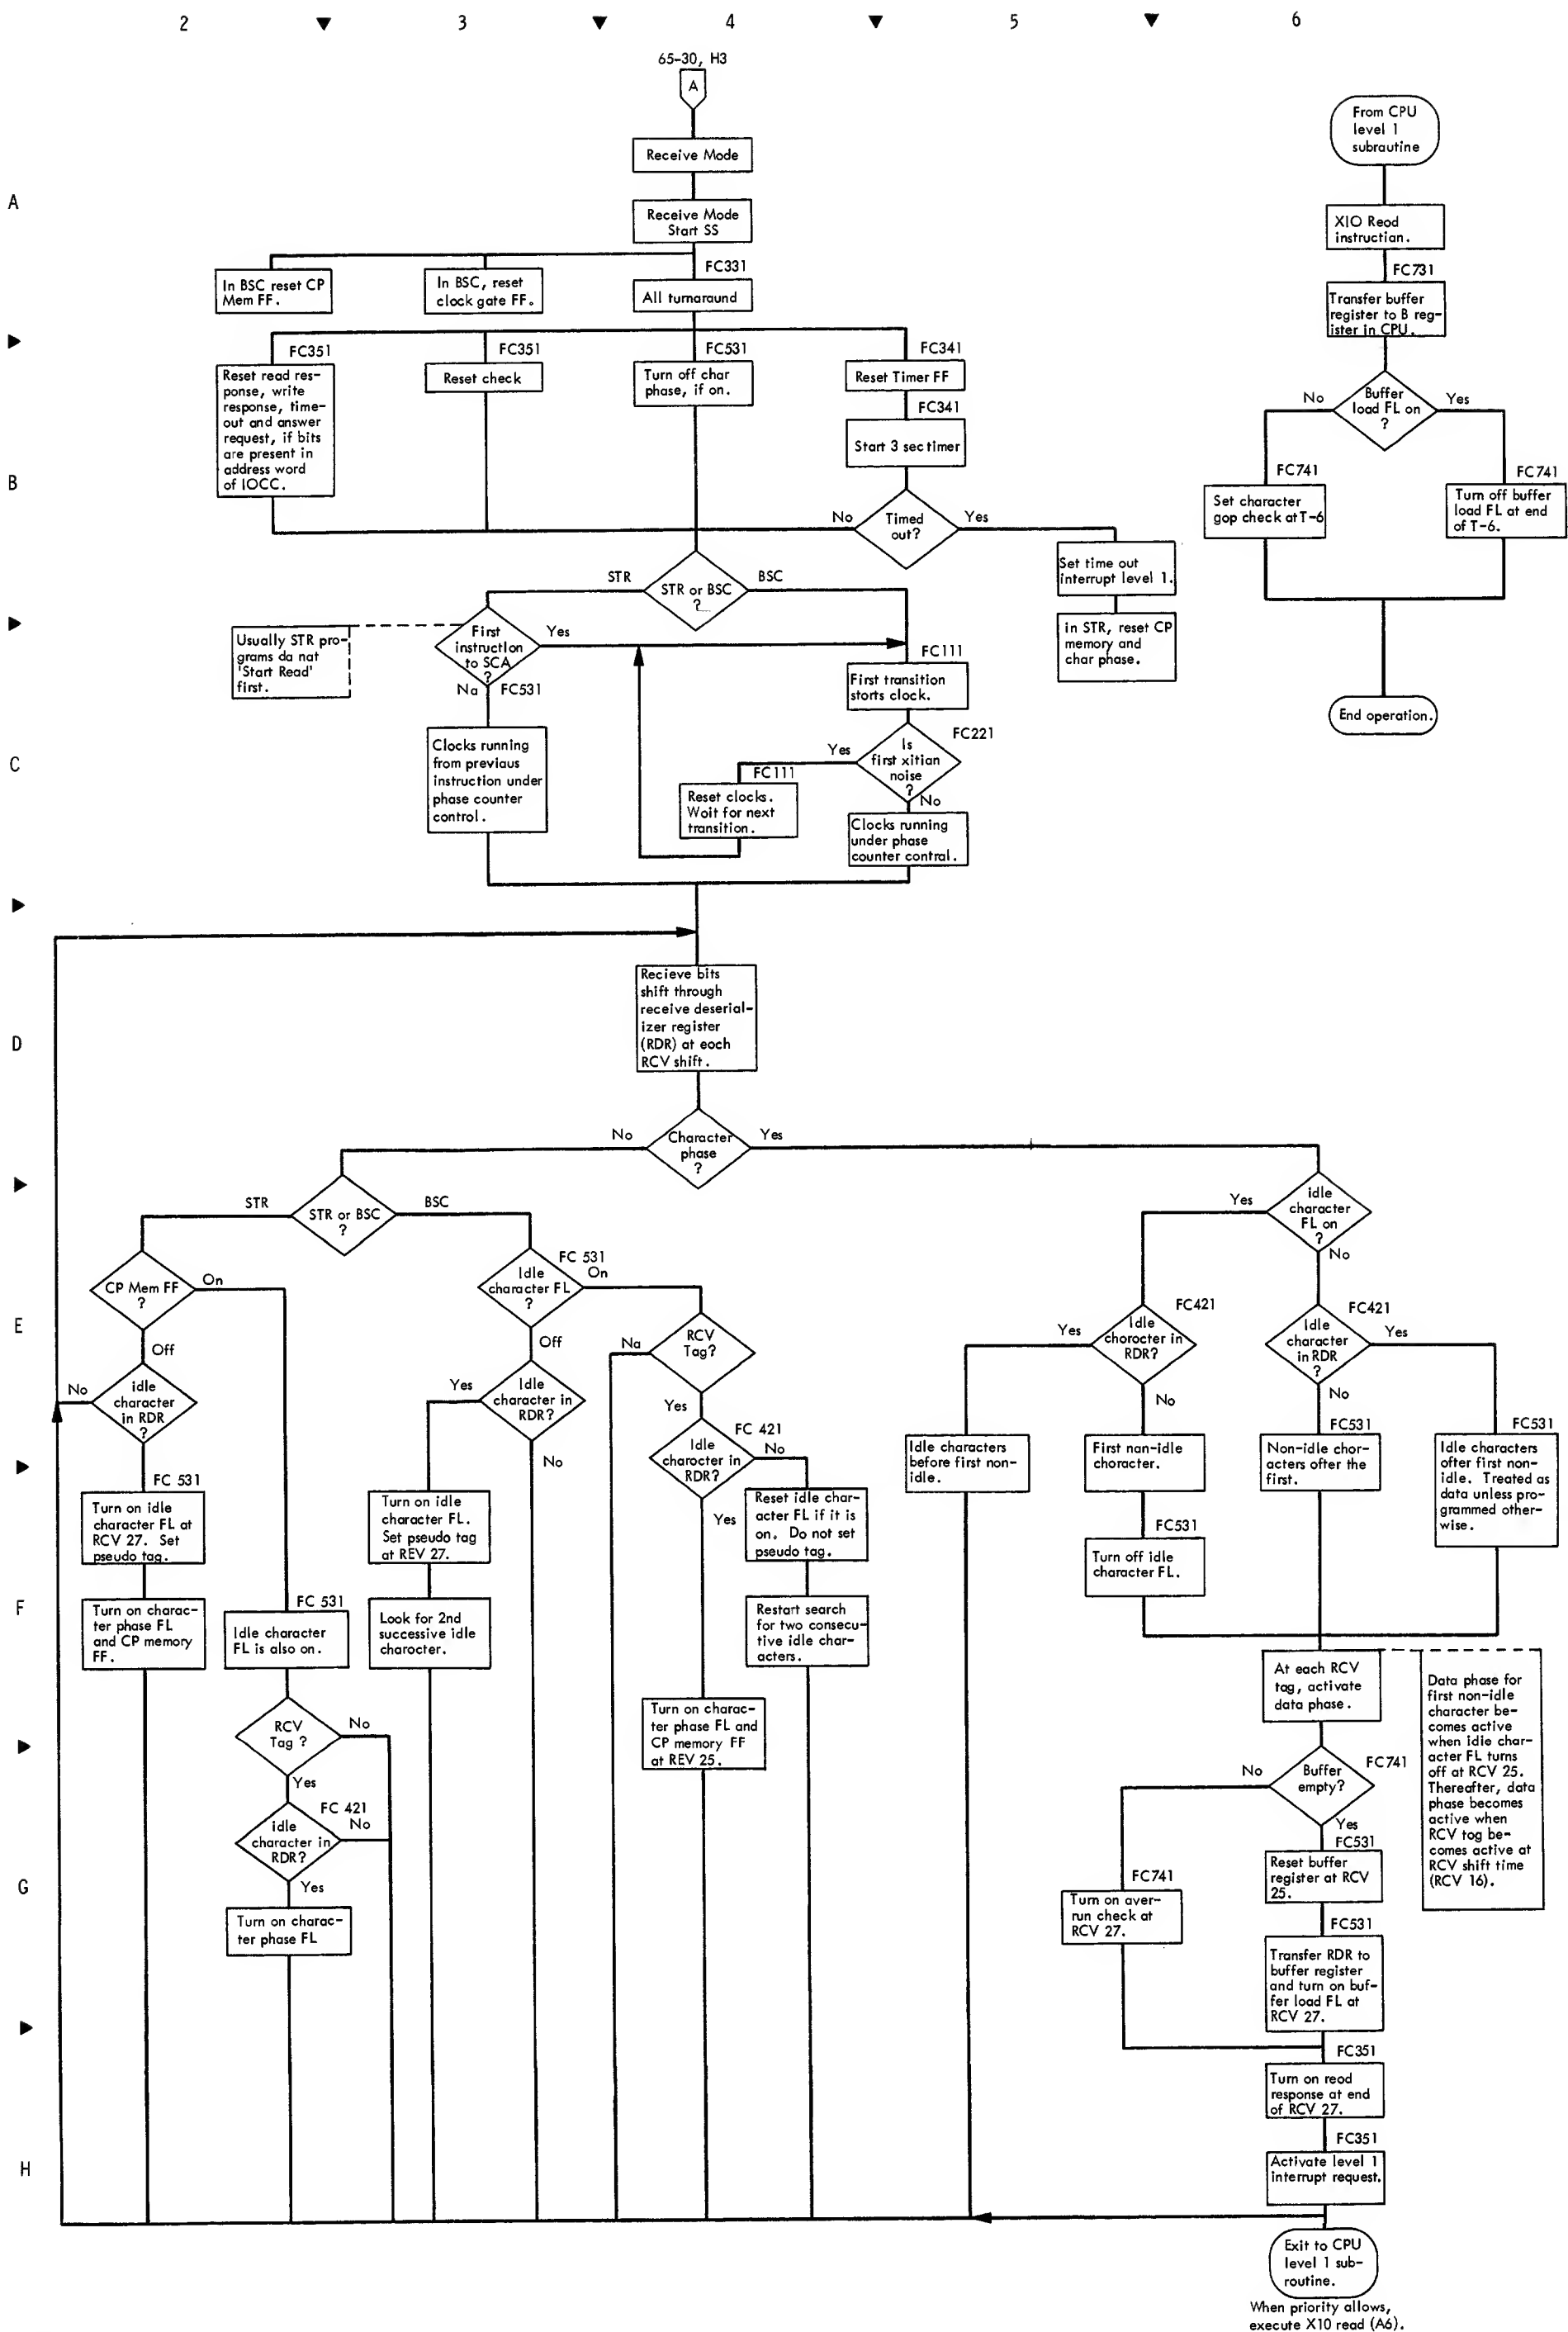 2 3 4 5 6
65-30, H3
A
Receive Mode
Receive Mode
Start SS
A
In BSC reset CP
Mem FF.
In BSC, reset
clock gate FF.
FC331
All turnaround
FC351
Reset read res-
ponse, write
response, time-
out and answer
request, if bits
are present in
address word
of IOCC.
FC351
Reset check
FC531
Turn off char
phase, if on.
FC341
Reset Timer FF
FC341
Start 3 sec timer
B
No
Timed
out?
Yes
Set time out
interrupt level 1.
in STR, reset CP
memory and
char phase.
From CPU
level 1
subrautine
XIO Reod
instruction.
FC731
Transfer buffer
register to B reg-
ister in CPU.
No
Buffer
load FL on
?
Yes
FC741
Set character
gop check at T-6
FC741
Turn off buffer
load FL at end
of T-6.
End operation.
STR
STR or BSC
?
BSC
Usually STR pro-
grams da nat
'Start Read'
first.
First
instruction
to SCA
?
Yes
Na
FC531
Clocks running
from previaus
instruction under
phase counter
control.
C
FC111
First transition
storts clock.
FC221
Is
first xitian
noise
?
Yes
No
FC111
Reset clocks.
Woit for next
transition.
Clocks running
under phase
counter control.
D
Recieve bits
shift through
receive deserial-
izer register
(RDR) at eoch
RCV shift.
No
Character
phase
?
Yes
STR
STR or BSC
?
BSC
E
CP Mem FF
?
On
Off
No
idle
character
in RDR
?
FC 531
Turn on idle
character FL at
RCV 27. Set
pseudo tag.
Turn on charac-
ter phase FL
and CP memory
FF.
F
FC 531
Idle character
FL is also on.
RCV
Tag ?
No
Yes
FC 421
No
idle
character in
RDR?
Yes
Turn on charac-
ter phase FL
FC 531
Idle
character FL
?
On
Off
Yes
Idle
character in
RDR?
No
Turn on idle
character FL.
Set pseudo tag
at REV 27.
Look for 2nd
successive idle
charocter.
Na
RCV
Tag?
Yes
FC 421
Idle
charocter in
RDR?
No
Yes
Reset idle char-
acter FL if it is
on. Do not set
pseudo tag.
Restart search
for two consecu-
tive idle char-
acters.
Turn on charac-
ter phase FL and
CP memory FF
at REV 25.
Yes
idle
character
FL on
?
No
FC421
Yes
Idle
chorocter in
RDR?
No
FC421
Idle
character
in RDR
?
Yes
No
Idle characters
before first non-
idle.
First nan-idle
choracter.
FC531
Turn off idle
character FL.
FC531
Non-idle chor-
acters ofter the
first.
FC531
Idle characters
ofter first non-
idle. Treated as
data unless pro-
grammed other-
wise.
At each RCV
tag, activate
data phase.
Data phase for
first non-idle
character be-
comes active
when idie char-
acter FL turns
off at RCV 25.
Thereafter, data
phase becomes
active when
RCV tog be-
comes active at
RCV shift time
(RCV 16).
FC741
No
Buffer
empty?
Yes
G
FC741
Turn on aver-
run check at
RCV 27.
FC531
Reset buffer
register at RCV
25.
FC531
Transfer RDR to
buffer register
and turn on buf-
fer load FL at
RCV 27.
FC351
Turn on reod
response at end
of RCV 27.
H
FC351
Activate level 1
interrupt request.
Exit to CPU
level 1 sub-
routine.
When priority allows,
execute X10 read (A6).